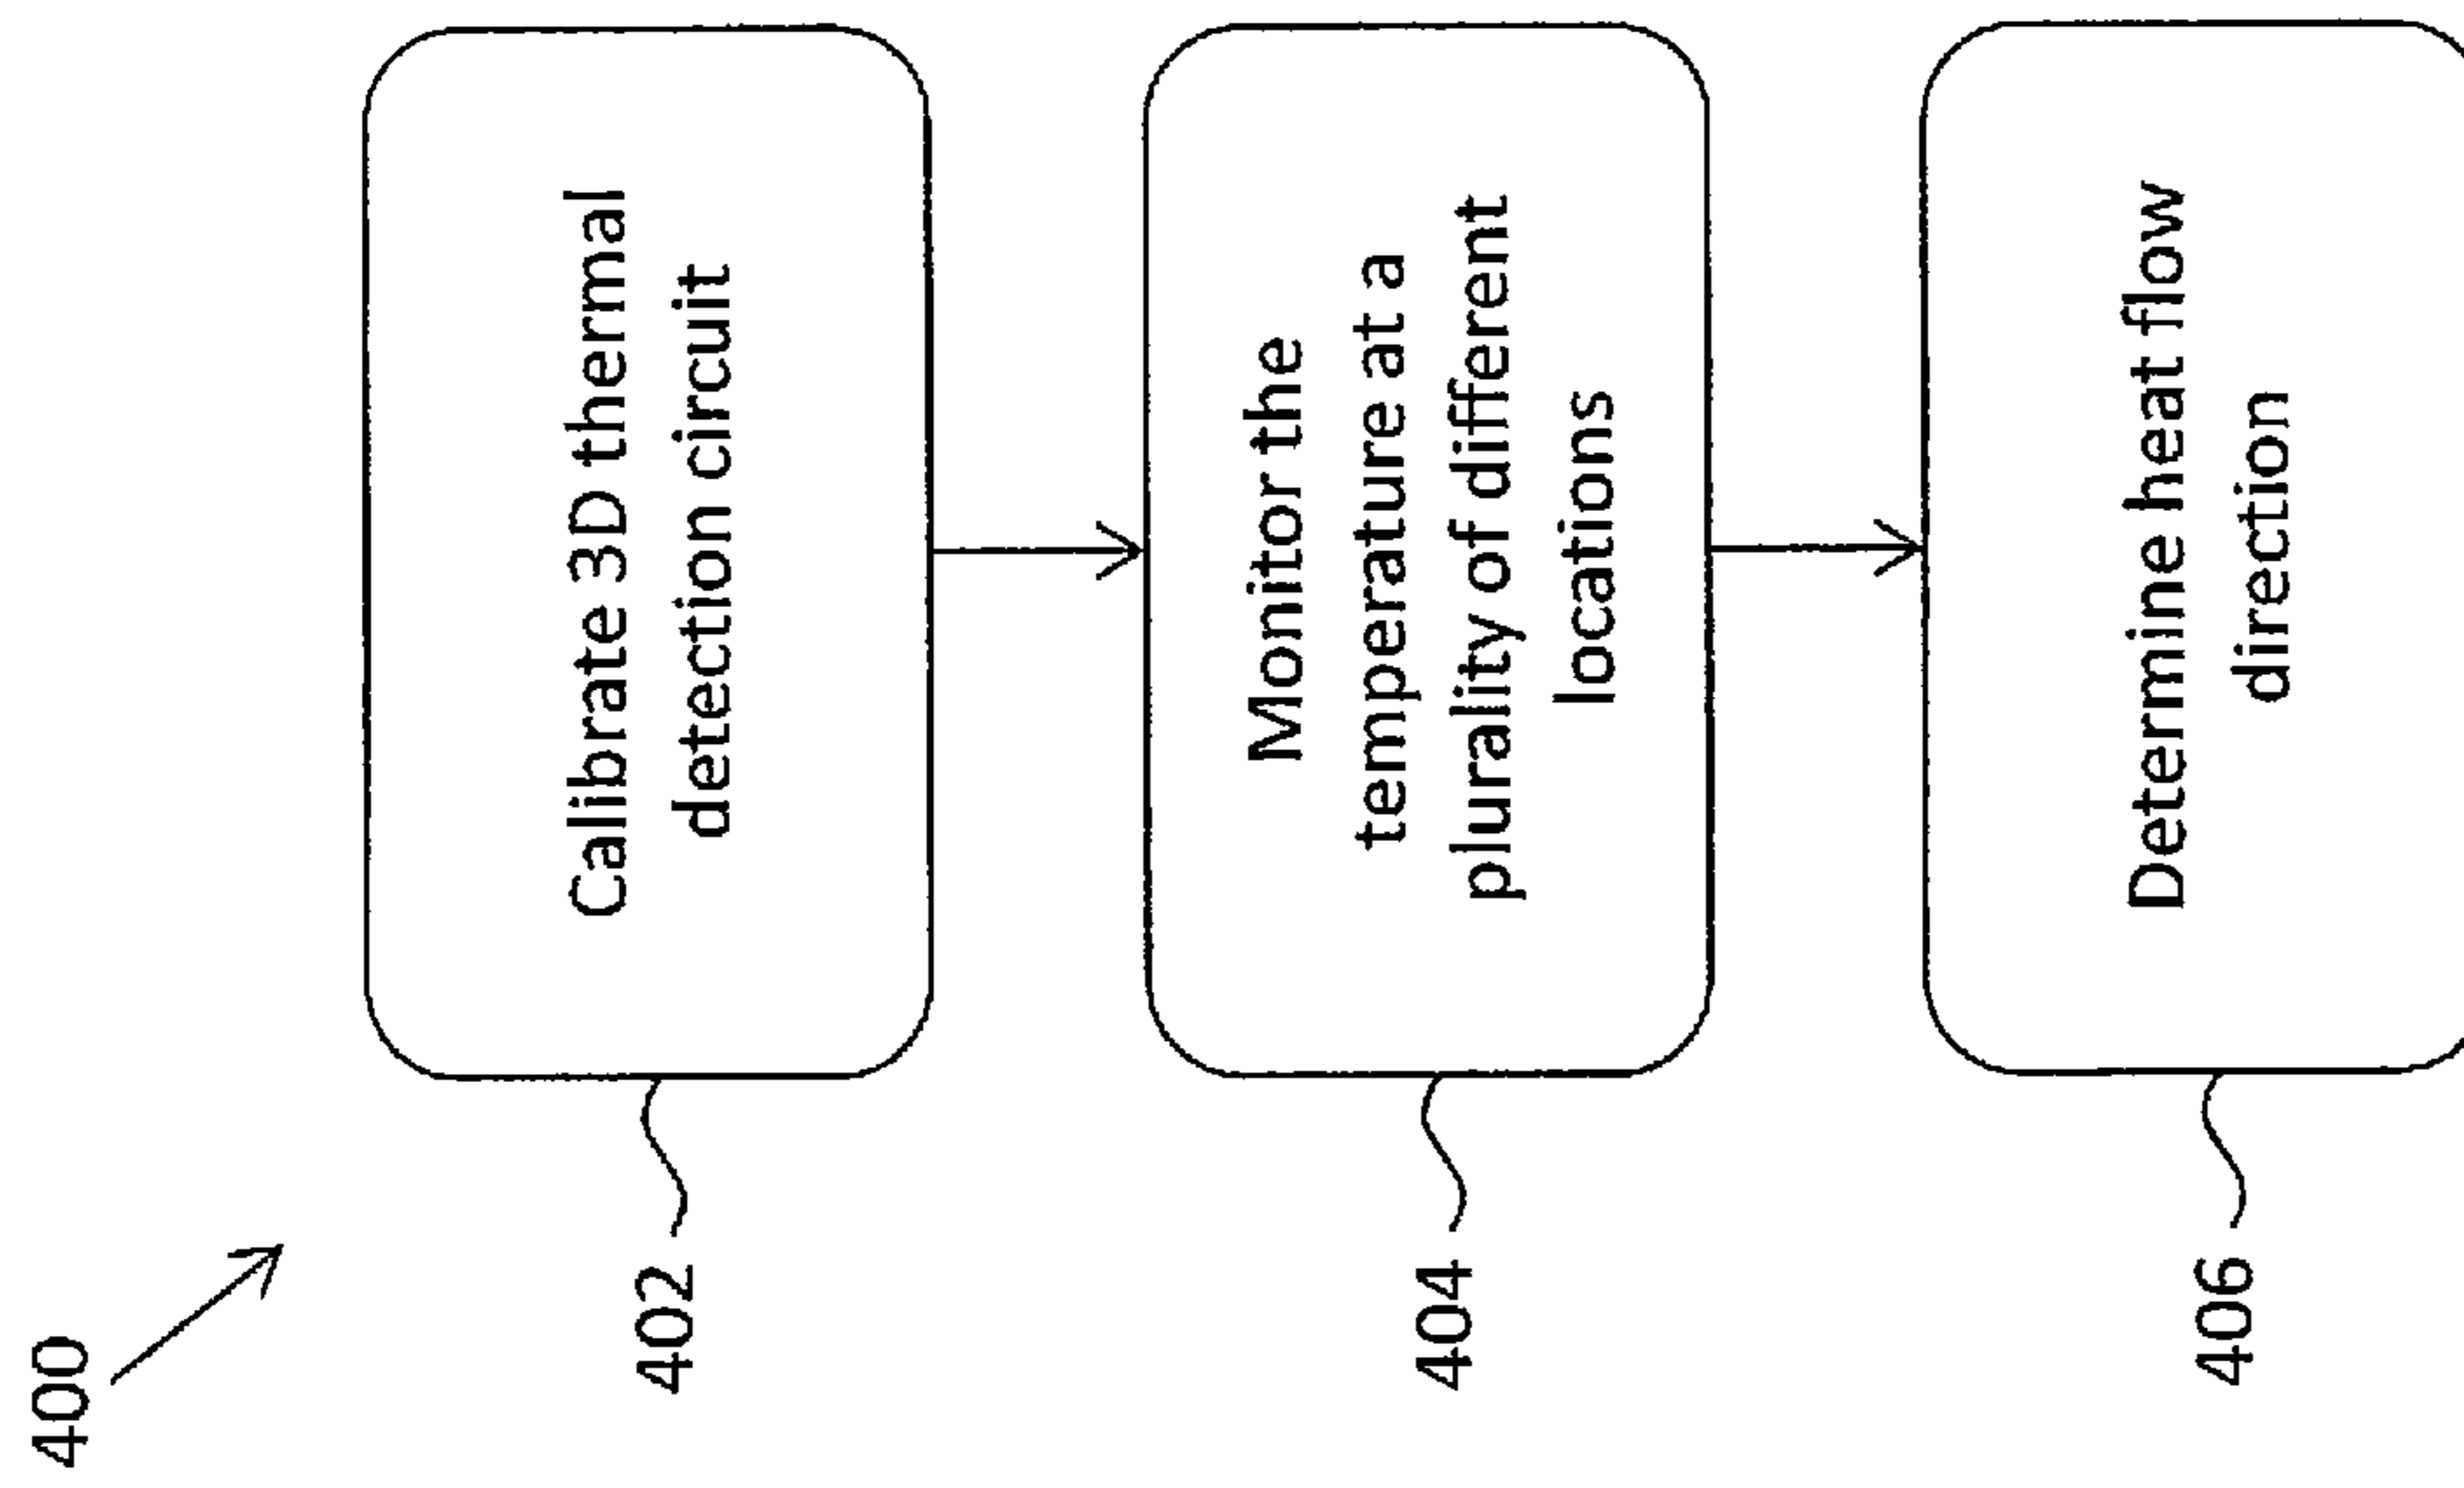 400
402
Calibrate 3D thermal
detection circuit
404
Monitor the
temperature at a
plurality of different
locations
406
Determine heat flow
direction